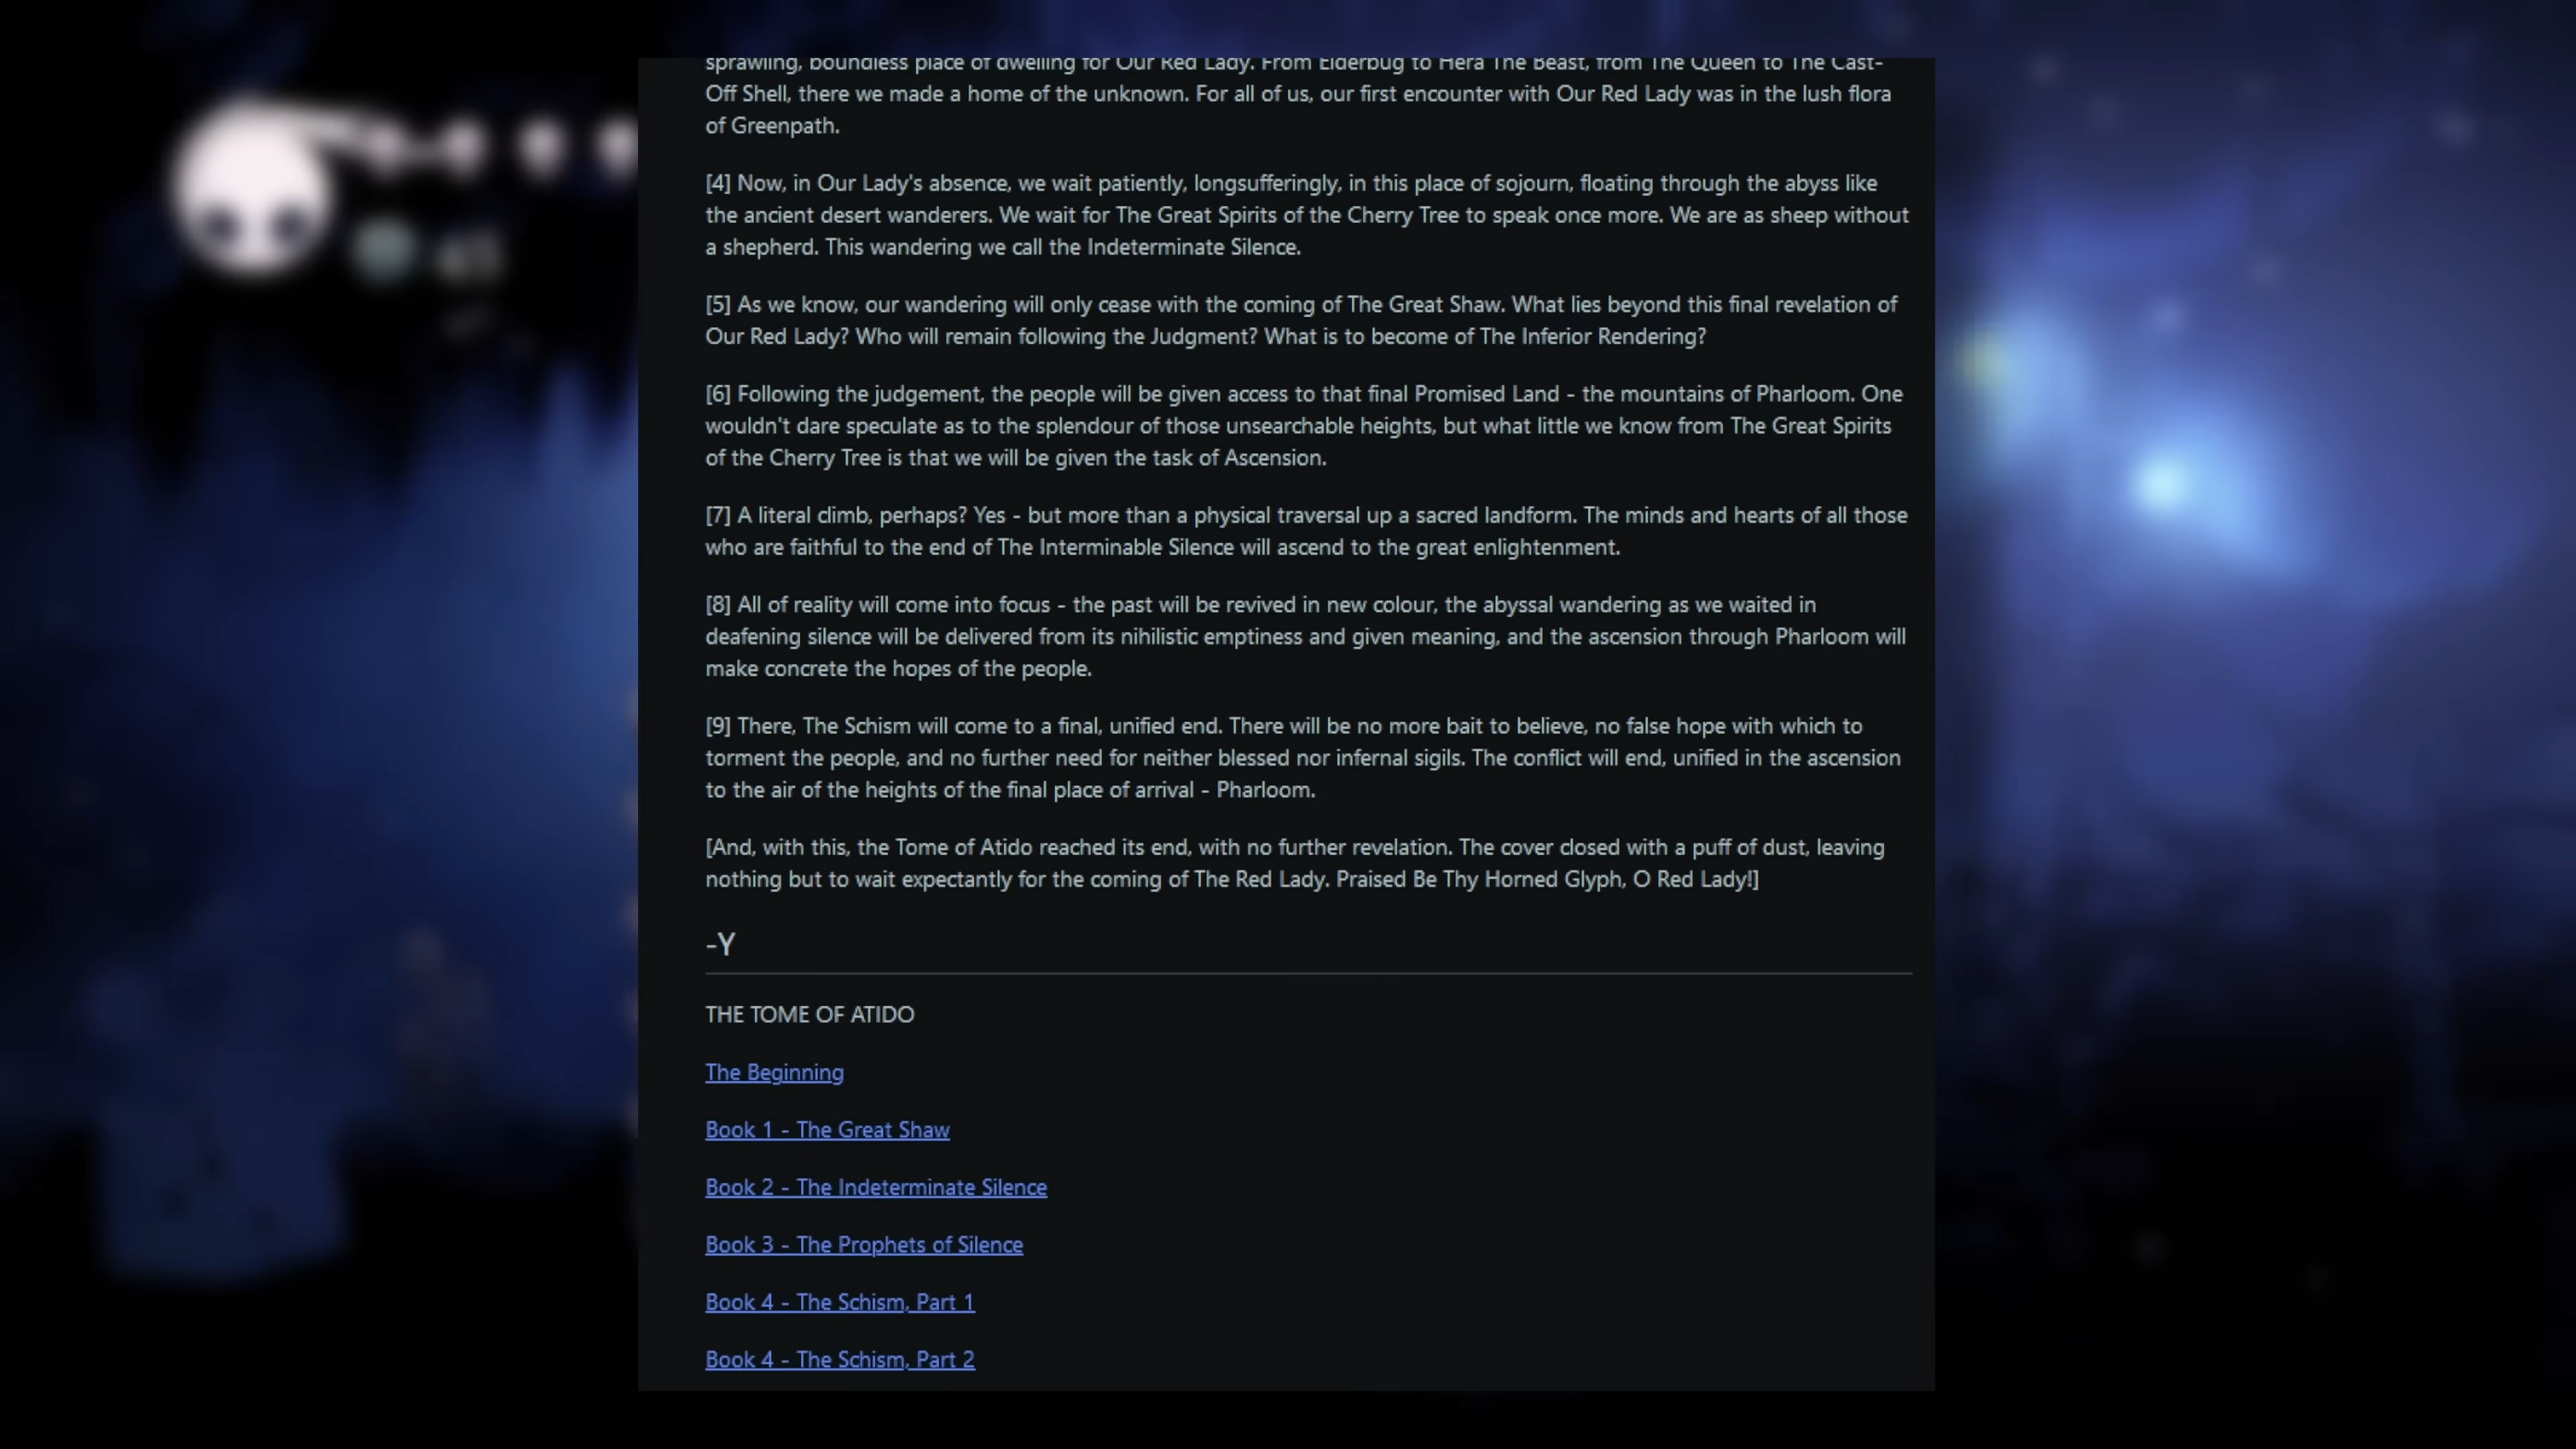 sprawling, boundless place of dwelling for Our Red Lady. From Elderbug to Hera The Beast, from The Queen to The Cast-
Off Shell, there we made a home of the unknown. For all of us, our first encounter with Our Red Lady was in the lush flora
of Greenpath.
[4] Now, in Our Lady's absence, we wait patiently, longsufferingly, in this place of sojourn, floating through the abyss like
the ancient desert wanderers. We wait for The Great Spirits of the Cherry Tree to speak once more. We are as sheep without
a shepherd. This wandering we call the Indeterminate Silence.
[5] As we know, our wandering will only cease with the coming of The Great Shaw. What lies beyond this final revelation of
Our Red Lady? Who will remain following the Judgment? What is to become of The Inferior Rendering?
[6] Following the judgement, the people will be given access to that final Promised Land - the mountains of Pharloom. One
wouldn't dare speculate as to the splendour of those unsearchable heights, but what little we know from The Great Spirits
of the Cherry Tree is that we will be given the task of Ascension.
[7] A literal climb, perhaps? Yes - but more than a physical traversal up a sacred landform. The minds and hearts of all those
who are faithful to the end of The Interminable Silence will ascend to the great enlightenment.
[8] All of reality will come into focus - the past will be revived in new colour, the abyssal wandering as we waited in
deafening silence will be delivered from its nihilistic emptiness and given meaning, and the ascension through Pharloom will
make concrete the hopes of the people.
[9] There, The Schism will come to a final, unified end. There will be no more bait to believe, no false hope with which to
torment the people, and no further need for neither blessed nor infernal sigils. The conflict will end, unified in the ascension
to the air of the heights of the final place of arrival - Pharloom.
[And, with this, the Tome of Atido reached its end, with no further revelation. The cover closed with a puff of dust, leaving
nothing but to wait expectantly for the coming of The Red Lady. Praised Be Thy Horned Glyph, O Red Lady!]
-Y
THE TOME OF ATIDO
The Beginning
Book 1 - The Great Shaw
Book 2 - The Indeterminate Silence
Book 3 - The Prophets of Silence
Book 4 - The Schism, Part 1
Book 4 - The Schism, Part 2